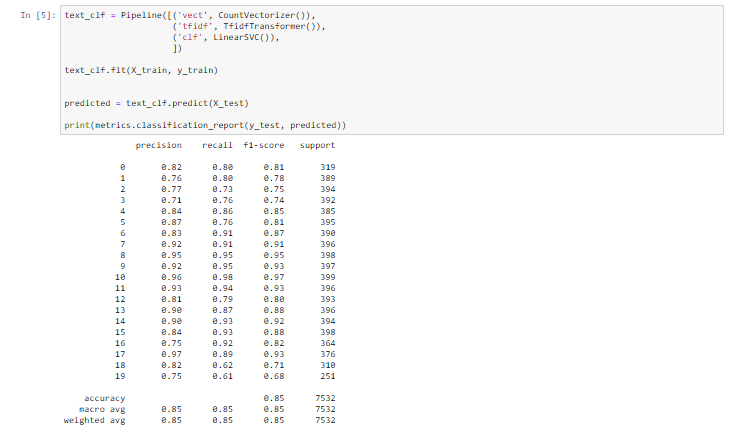 In [5]: text_clf = Pipeline([('vect', CountVectorizer()),
('tfidf', TfidfTransformer()),
('clf', LinearSVC()),
])
text_clf.fit(X_train, y_train)
predicted = text_clf.predict(X_test)
print(metrics.classification_report(y_test, predicted))
precision recall f1-score support
0 0.82 0.80 0.81 319
1 0.76 0.80 0.78 389
2 0.77 0.73 0.75 394
3 0.71 0.76 0.74 392
4 0.84 0.86 0.85 385
5 0.87 0.76 0.81 395
6 0.83 0.91 0.87 390
7 0.92 0.91 0.91 396
8 0.95 0.95 0.95 398
9 0.92 0.95 0.93 397
10 0.96 0.98 0.97 399
11 0.93 0.94 0.93 396
12 0.81 0.79 0.80 393
13 0.90 0.87 0.88 396
14 0.90 0.93 0.92 394
15 0.84 0.93 0.88 398
16 0.75 0.92 0.82 364
17 0.97 0.89 0.93 376
18 0.82 0.62 0.71 310
19 0.75 0.61 0.68 251
accuracy 0.85 7532
macro avg 0.85 0.85 0.85 7532
weighted avg 0.85 0.85 0.85 7532